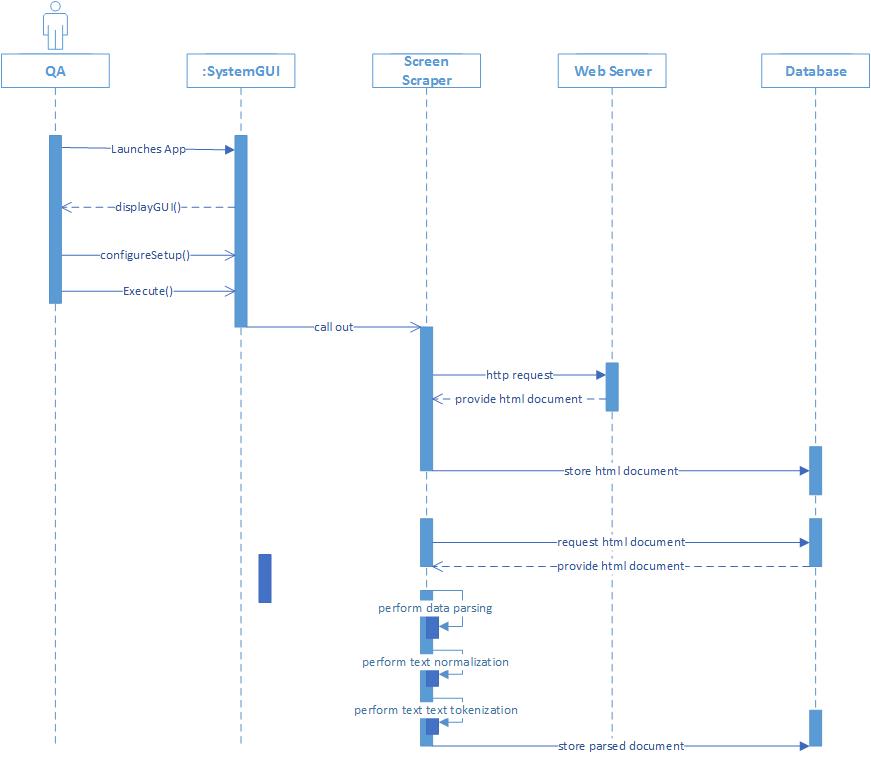 QA
:SystemGUI
Screen
Scraper
Web Server
Database
Launches App
displayGUI()
configureSetup()
Execute()
call out
http request
provide html document
store html document
request html document
provide html document
perform data parsing
perform text normalization
perform text text tokenization
store parsed document